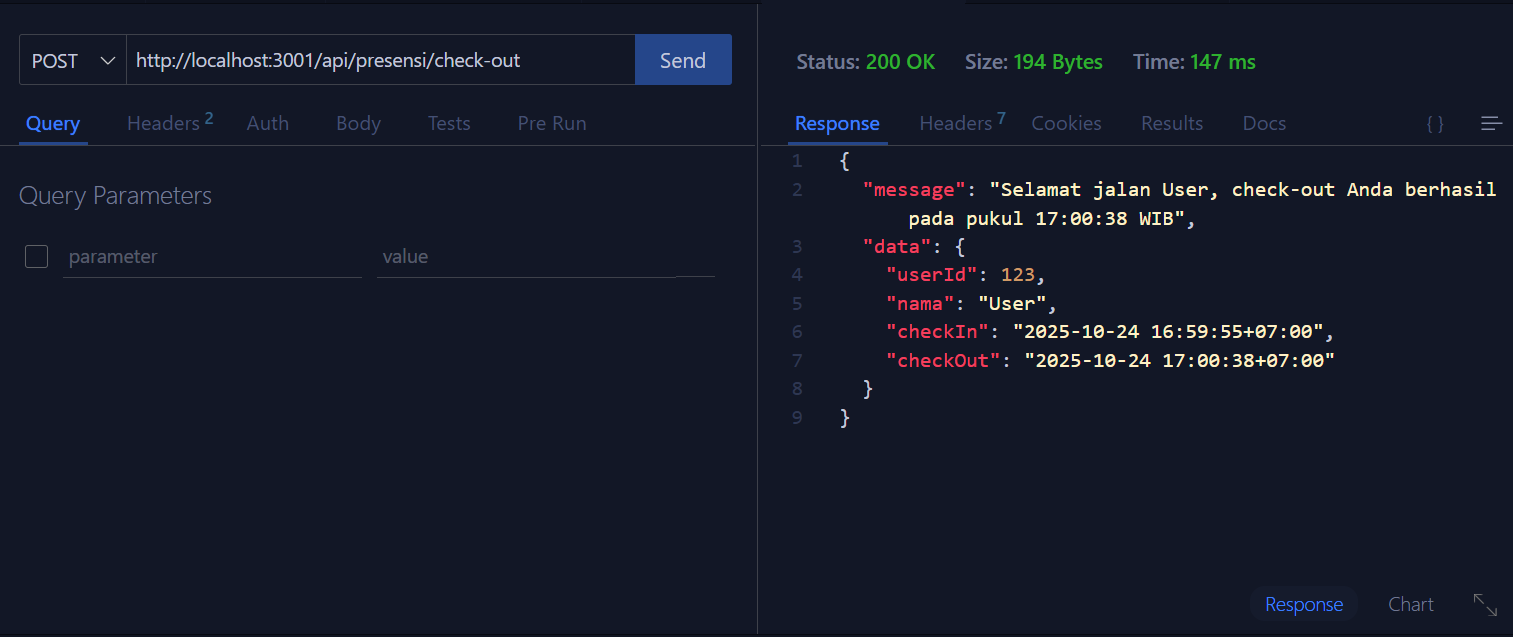 POST http://localhost:3001/api/presensi/check-out Send
Query Headers 2 Auth Body Tests Pre Run
Query Parameters
parameter value
Status: 200 OK Size: 194 Bytes Time: 147 ms
Response Headers 7 Cookies Results Docs { }
1 {
2 "message": "Selamat jalan User, check-out Anda berhasil
pada pukul 17:00:38 WIB",
3 "data": {
4 "userId": 123,
5 "nama": "User",
6 "checkIn": "2025-10-24 16:59:55+07:00",
7 "checkOut": "2025-10-24 17:00:38+07:00"
8 }
9 }
Response Chart